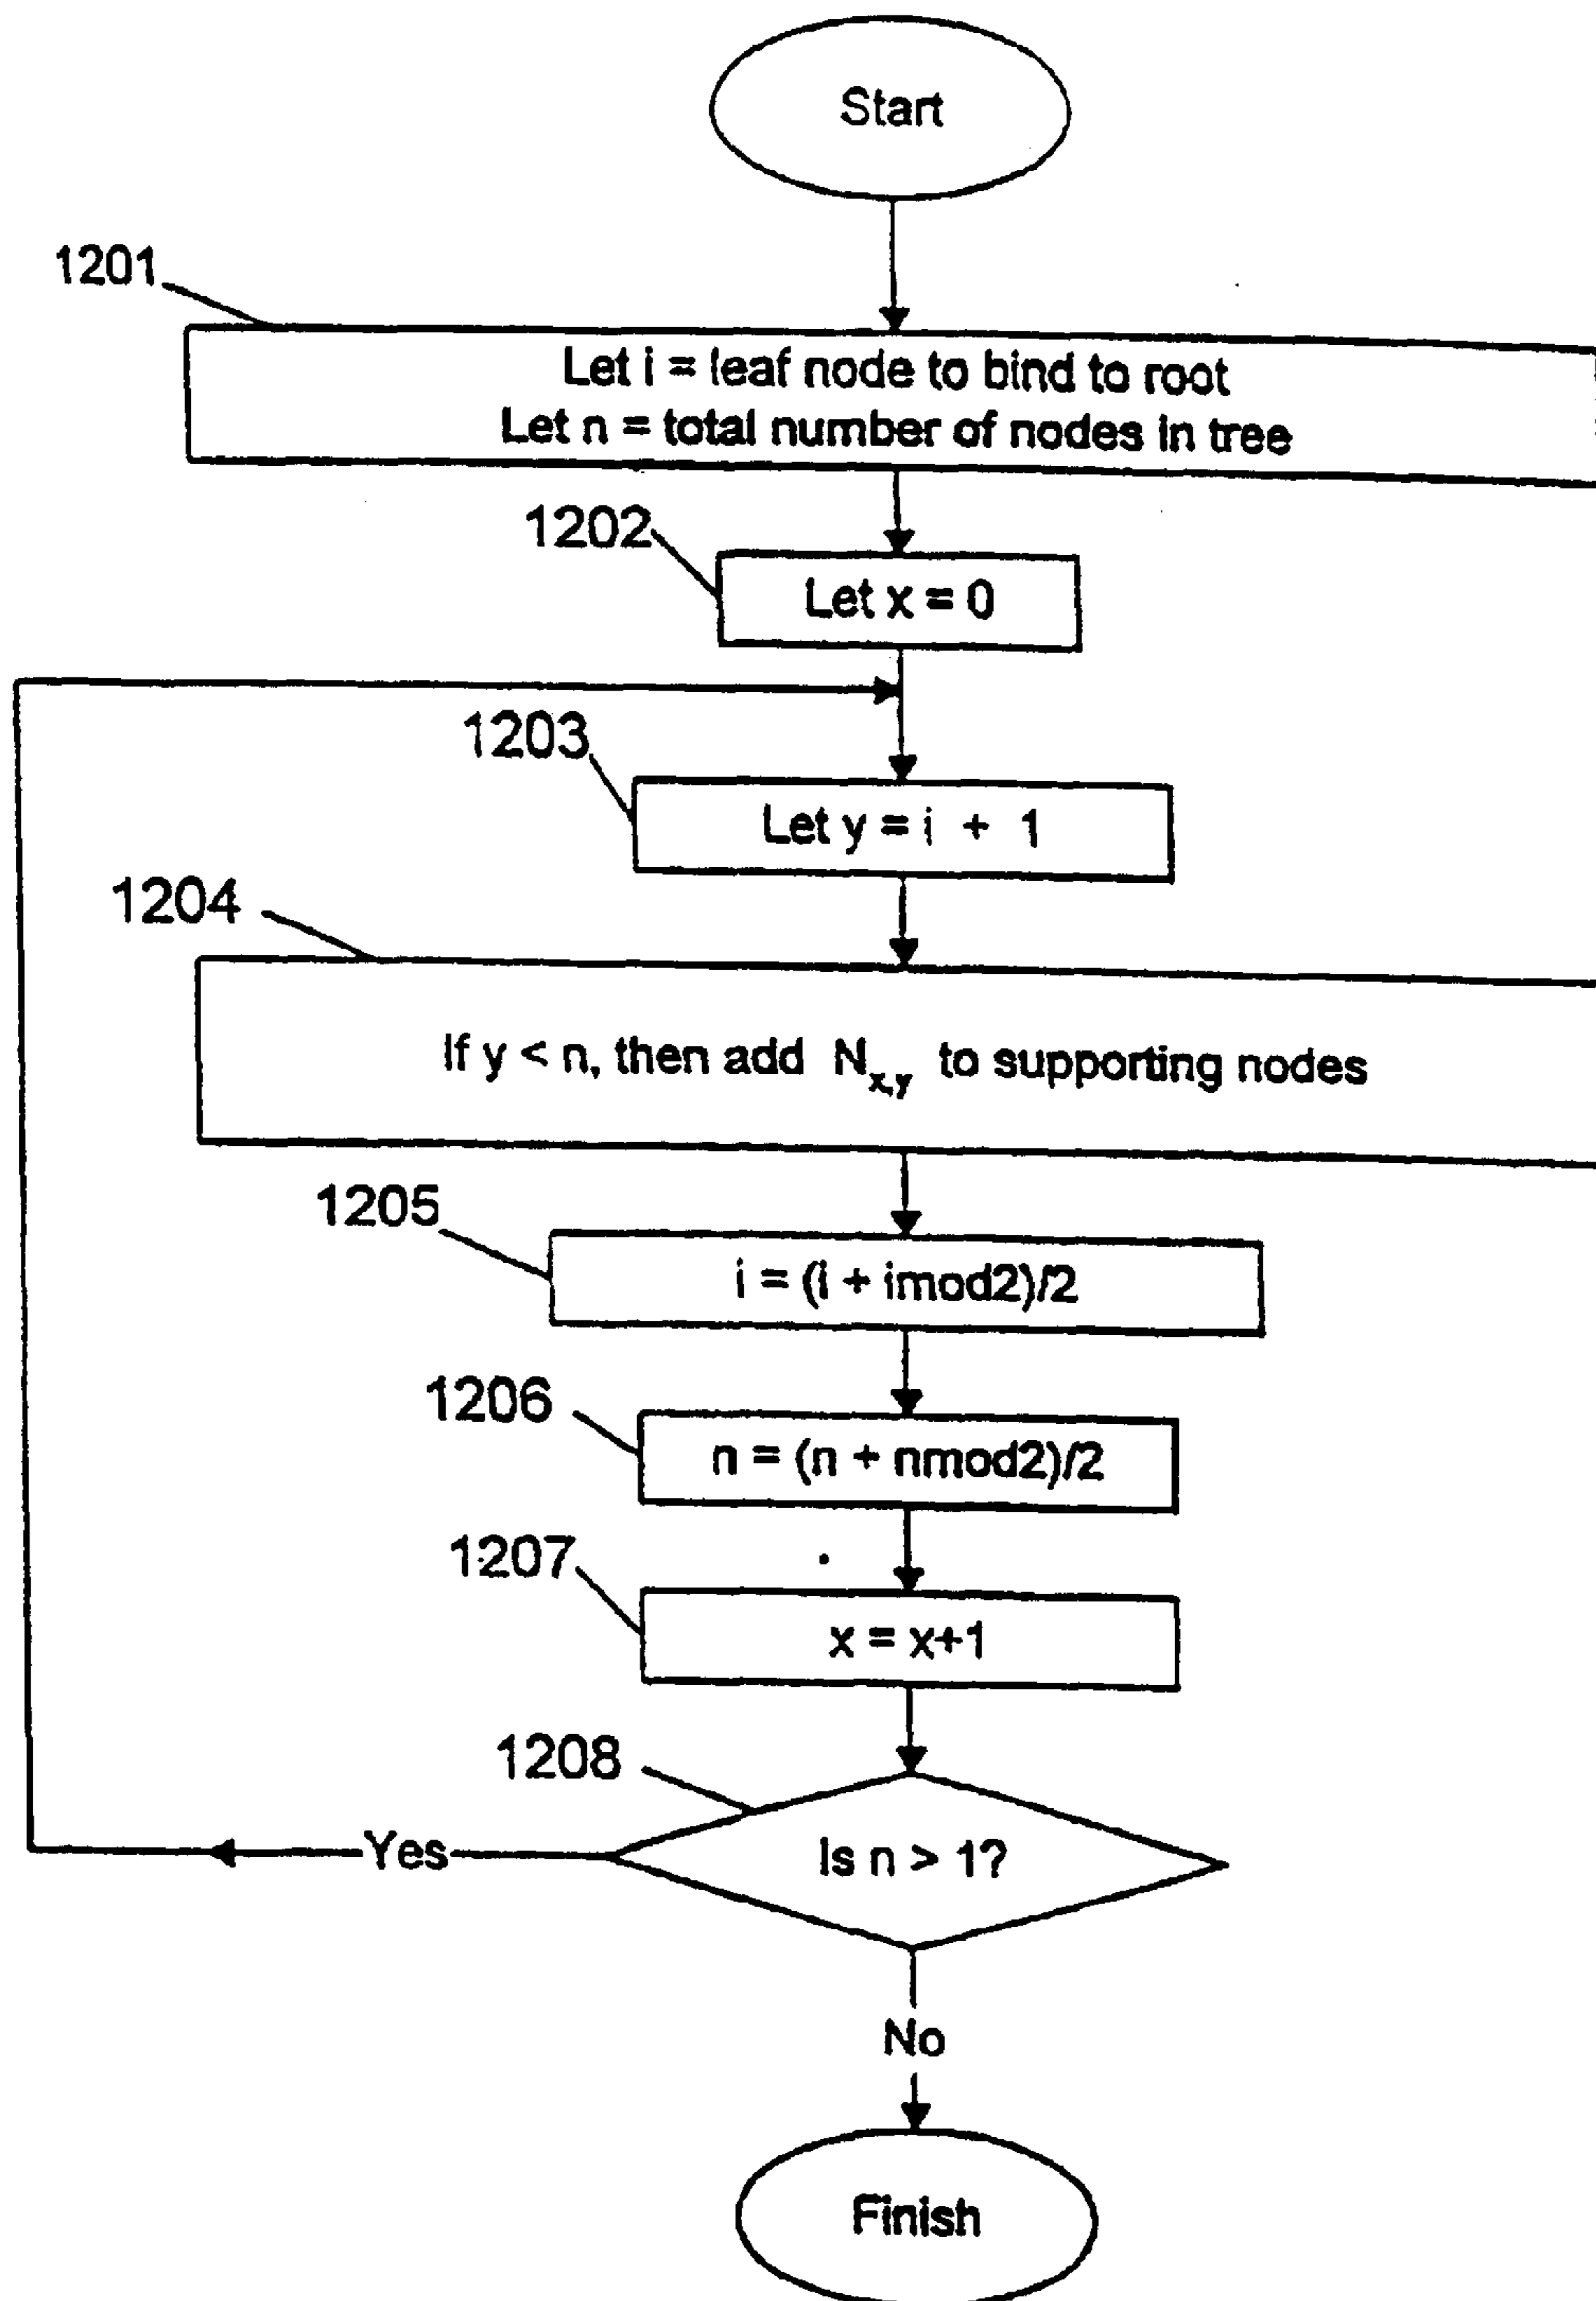 Start
1201
Let i = leaf node to bind to root
Let n = total number of nodes in tree
1202
Let x = 0
1203
Let y = i + 1
1204
If y < n, then add Nx,y to supporting nodes
1205
i = (i + imod2)/2
1206
n = (n + nmod2)/2
1207
x = x+1
1208
Is n > 1?
Yes
No
Finish